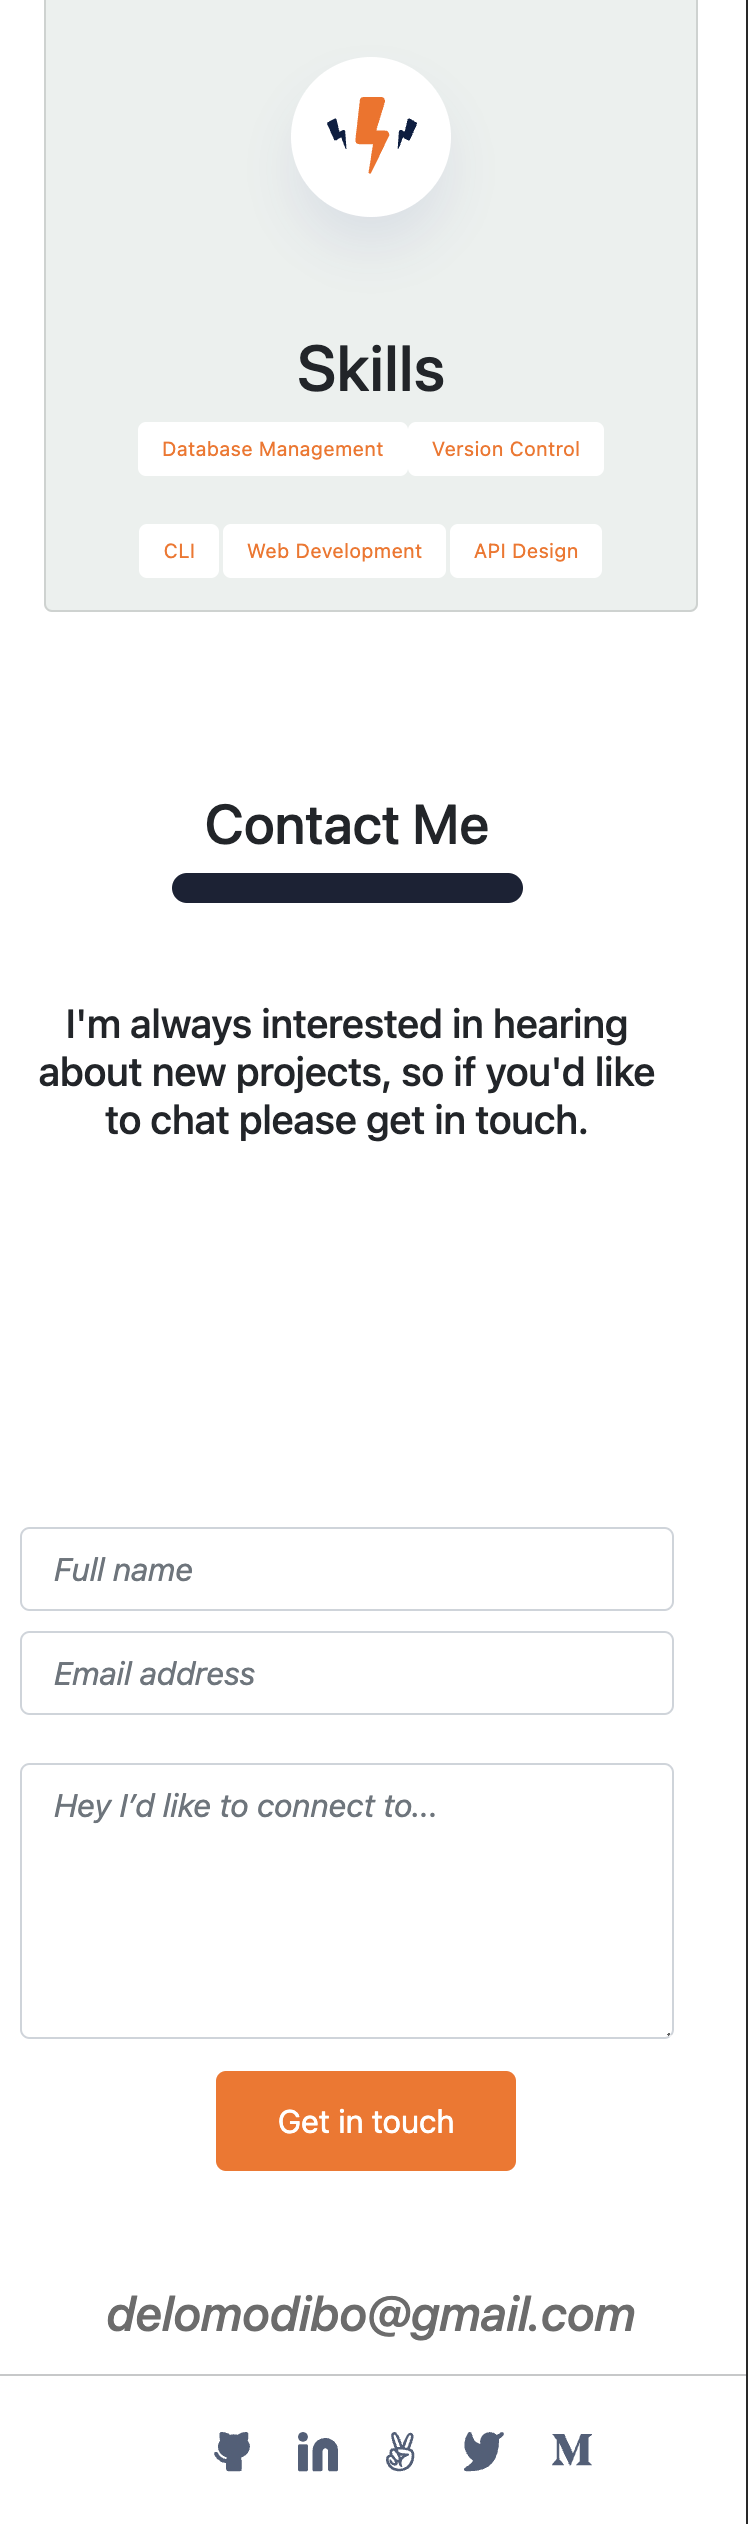 Skills
Database Management Version Control
CLI Web Development API Design
Contact Me
I'm always interested in hearing
about new projects, so if you'd like
to chat please get in touch.
Full name
Email address
Hey I’d like to connect to...
Get in touch
delomodibo@gmail.com